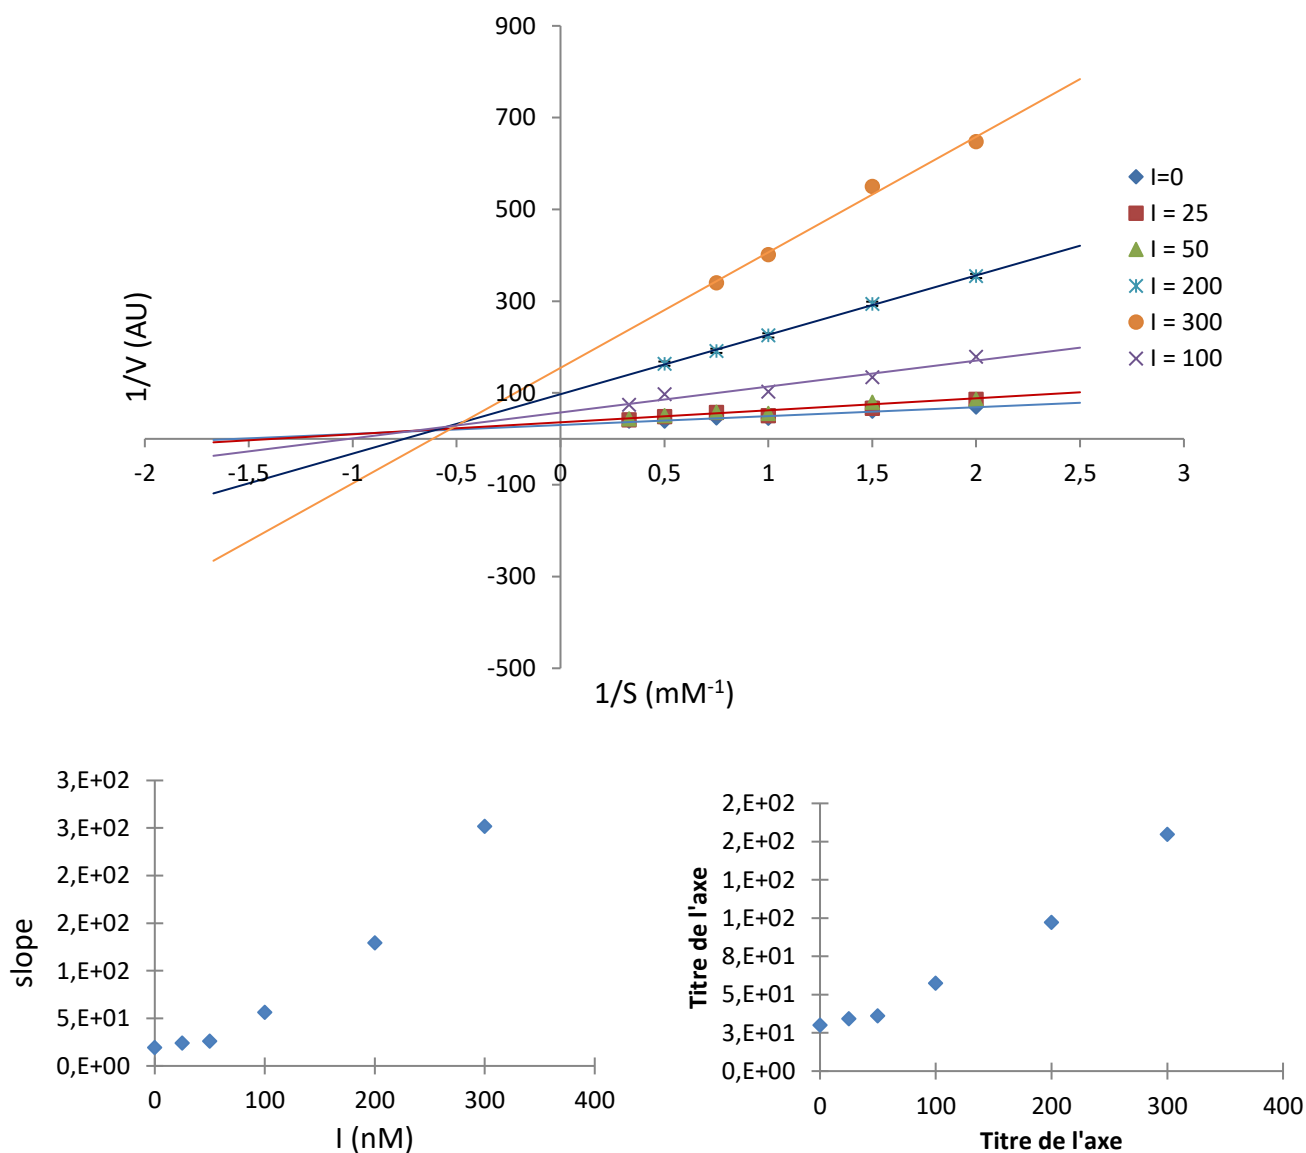 900
700
500
300
100
-100
-300
-500
1/V (AU)
-2
-1,5
-1
-0,5
0
0,5
1
1,5
2
2,5
3
1/S (mM⁻¹)
I=0
I = 25
I = 50
I = 200
I = 300
I = 100
3,E+02
3,E+02
2,E+02
2,E+02
1,E+02
5,E+01
0,E+00
slope
0
100
200
300
400
I (nM)
2,E+02
2,E+02
1,E+02
1,E+02
8,E+01
5,E+01
3,E+01
0,E+00
Titre de l'axe
0
100
200
300
400
Titre de l'axe